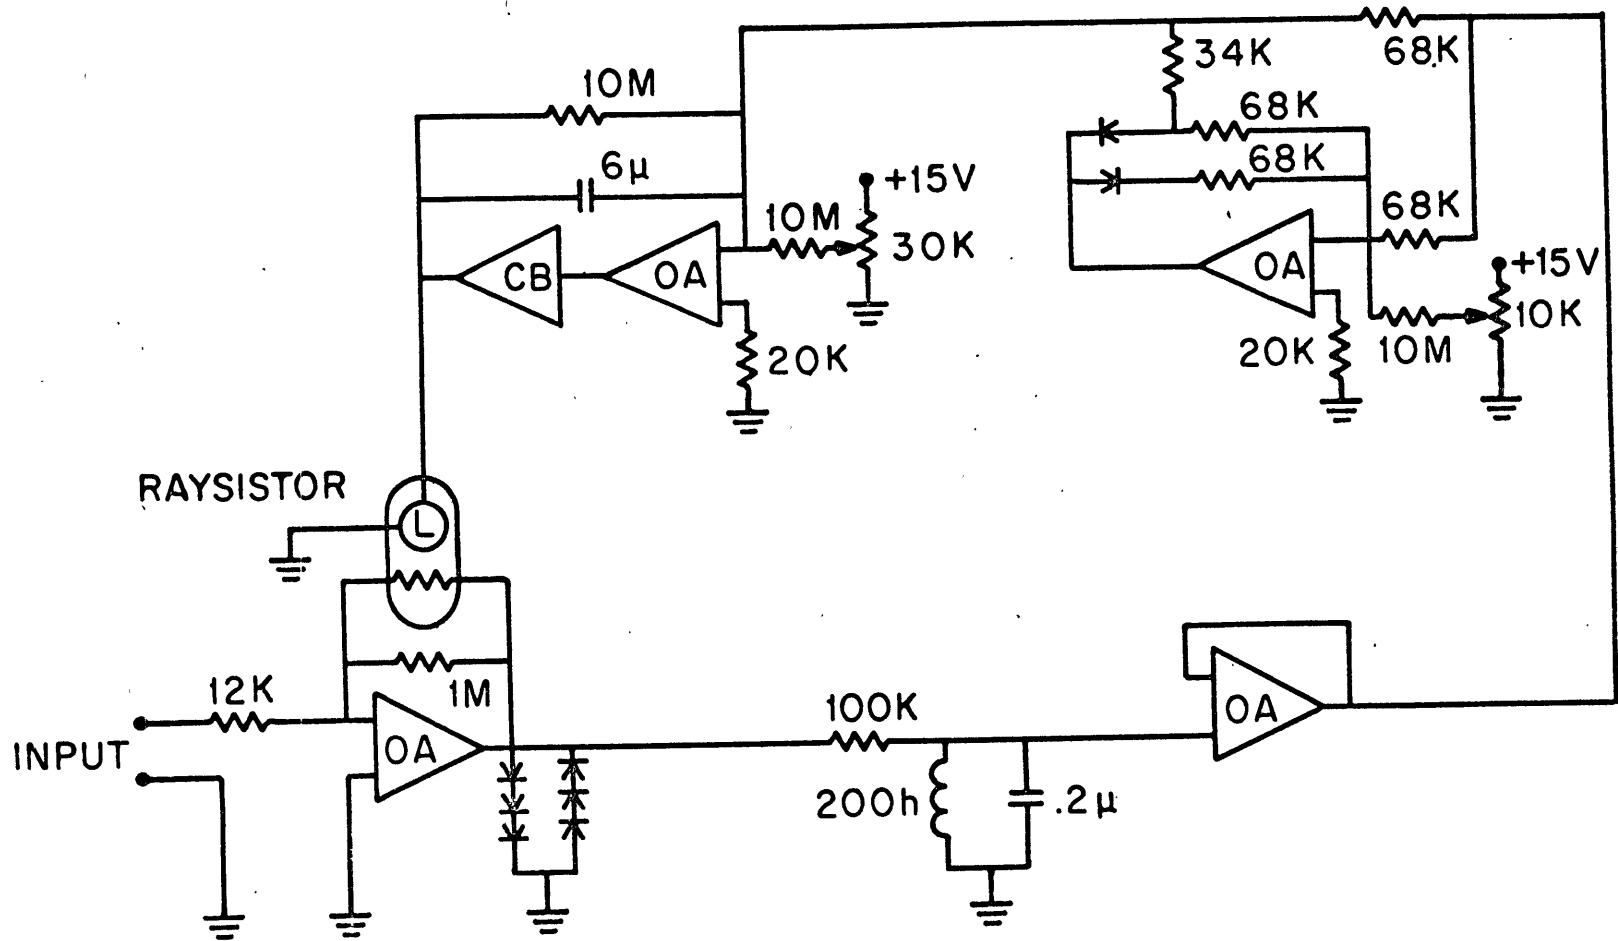 34K
68K
10M
68K
68K
6μ
+15V
10M
30K
68K
CB
OA
OA
+15V
10K
20K
20K
10M
RAYSISTOR
L
12K
1M
100K
INPUT
OA
OA
200h
.2μ